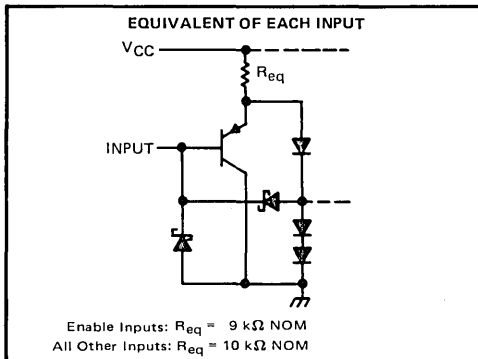 EQUIVALENT OF EACH INPUT
VCC
Req
INPUT
Enable Inputs: Req = 9 kΩ NOM
All Other Inputs: Req = 10 kΩ NOM